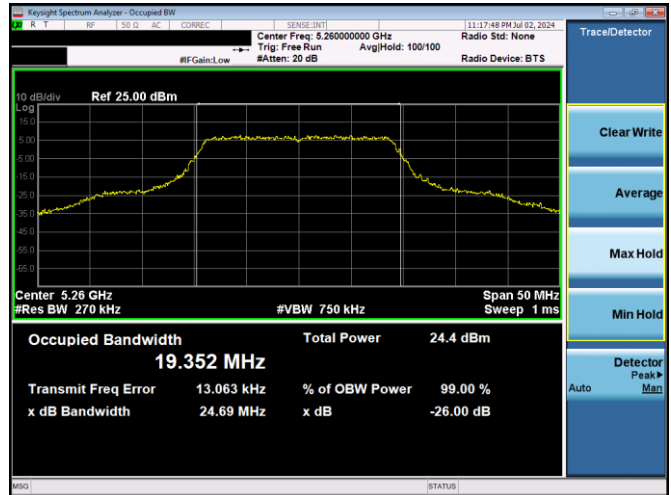 Keysight Spectrum Analyzer - Occupied BW
R T RF 50 Ω AC CORREC SENSE:INT 11:17:48 PM Jul 02, 2024
Center Freq: 5.260000000 GHz Radio Std: None
Trig: Free Run Avg|Hold: 100/100
#IFGain:Low #Atten: 20 dB Radio Device: BTS
10 dB/div Ref 25.00 dBm
Log
15.0
5.00
-5.00
-15.0
-25.0
-35.0
-45.0
-55.0
-65.0
Center 5.26 GHz Span 50 MHz
#Res BW 270 kHz #VBW 750 kHz Sweep 1 ms
Occupied Bandwidth Total Power 24.4 dBm
19.352 MHz
Transmit Freq Error 13.063 kHz % of OBW Power 99.00 %
x dB Bandwidth 24.69 MHz x dB -26.00 dB
MSG STATUS
Trace/Detector
Clear Write
Average
Max Hold
Min Hold
Detector
Peak▶
Auto Man